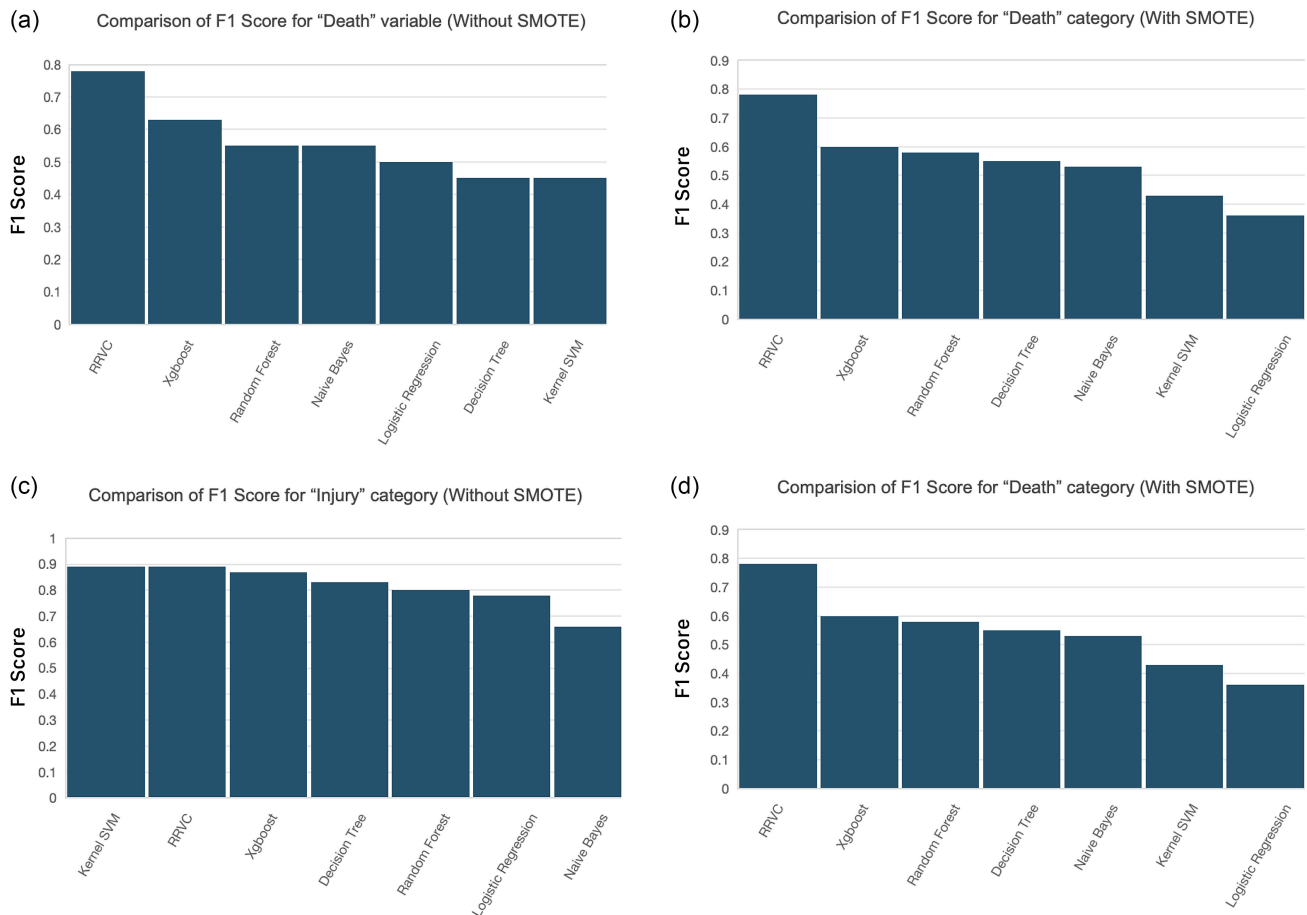 (a)
Comparison of F1 Score for “Death” variable (Without SMOTE)
F1 Score
0.8
0.7
0.6
0.5
0.4
0.3
0.2
0.1
0
RRVC
Xgboost
Random Forest
Naive Bayes
Logistic Regression
Decision Tree
Kernel SVM
(b)
Comparision of F1 Score for “Death” category (With SMOTE)
F1 Score
0.9
0.8
0.7
0.6
0.5
0.4
0.3
0.2
0.1
0
RRVC
Xgboost
Random Forest
Decision Tree
Naive Bayes
Kernel SVM
Logistic Regression
(c)
Comparison of F1 Score for “Injury” category (Without SMOTE)
F1 Score
1
0.9
0.8
0.7
0.6
0.5
0.4
0.3
0.2
0.1
0
Kernel SVM
RRVC
Xgboost
Decision Tree
Random Forest
Logistic Regression
Naive Bayes
(d)
Comparision of F1 Score for “Death” category (With SMOTE)
F1 Score
0.9
0.8
0.7
0.6
0.5
0.4
0.3
0.2
0.1
0
RRVC
Xgboost
Random Forest
Decision Tree
Naive Bayes
Kernel SVM
Logistic Regression